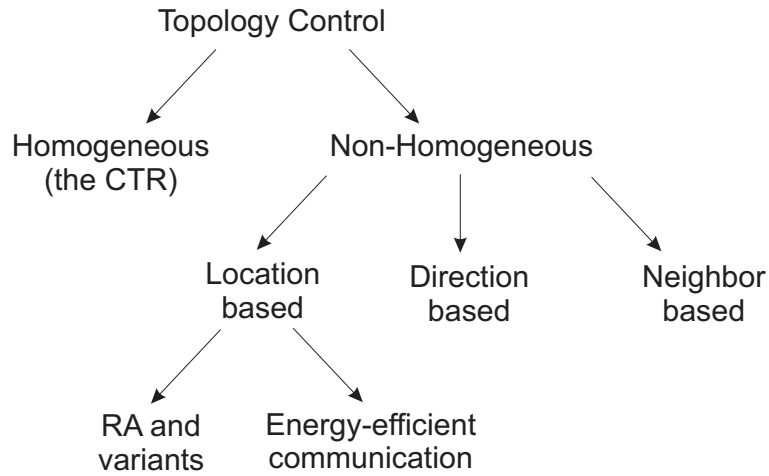 Topology Control
Homogeneous
(the CTR)
Non-Homogeneous
Location
based
Direction
based
Neighbor
based
RA and
variants
Energy-efficient
communication